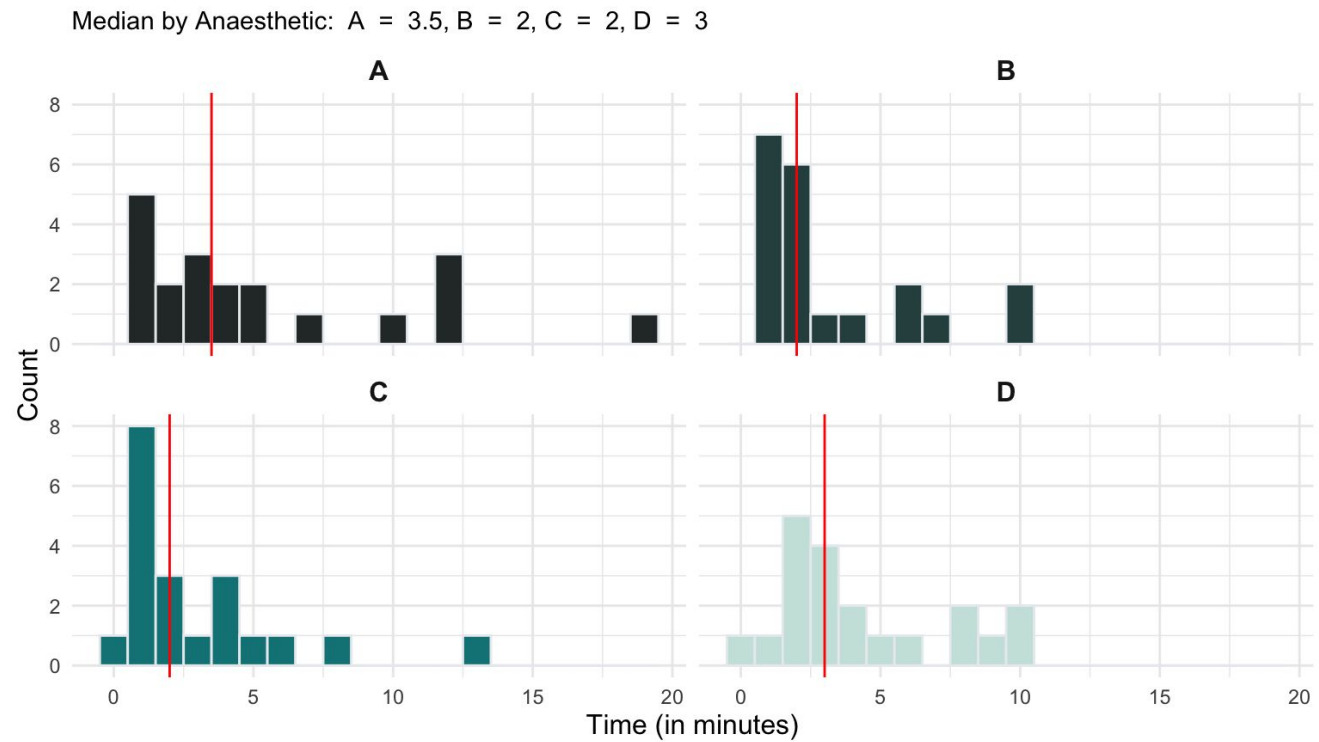 Median by Anaesthetic:  A  =  3.5, B  =  2, C  =  2, D  =  3
A
B
8
6
4
2
0
C
D
8
6
4
2
0
Count
0 5 10 15 20
0 5 10 15 20
Time (in minutes)